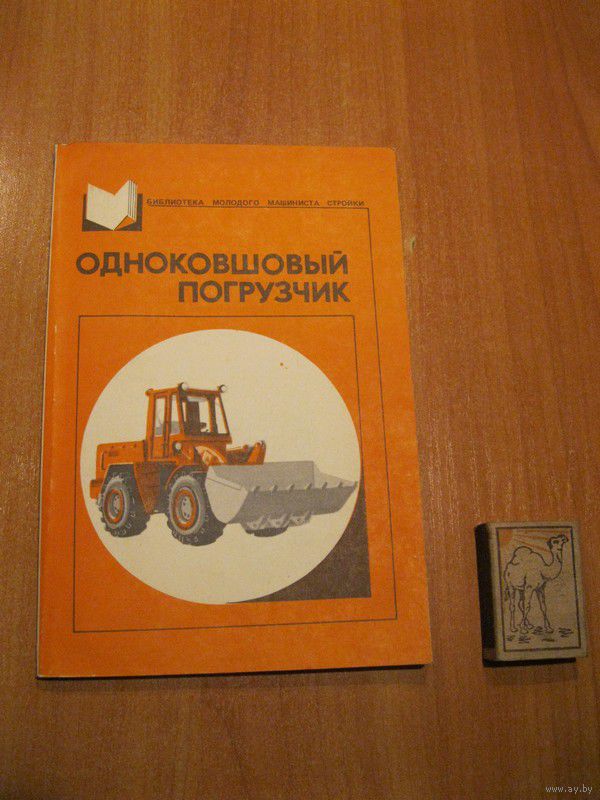 БИБЛИОТЕКА МОЛОДОГО МАШИНИСТА СТРОЙКИ
ОДНОКОВШОВЫЙ
ПОГРУЗЧИК
www.ay.by